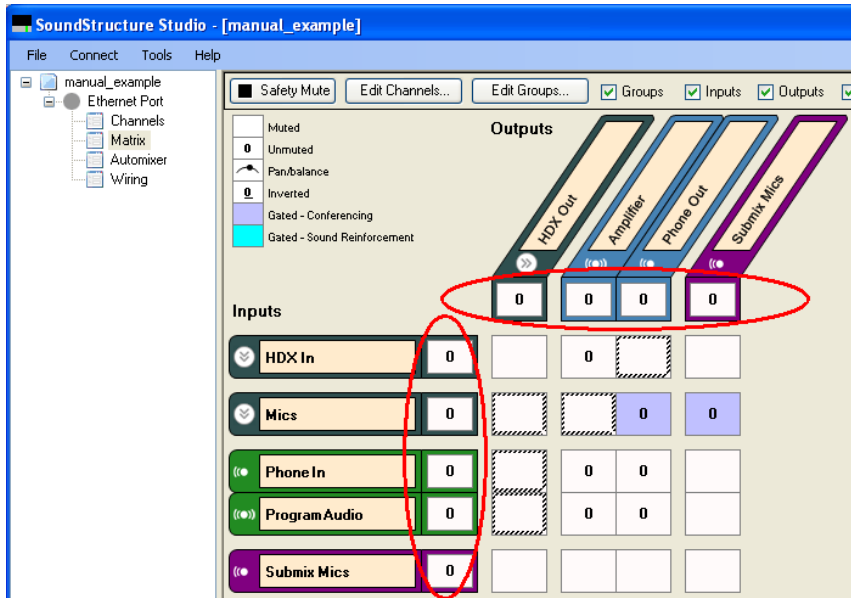 SoundStructure Studio - [manual_example]
File Connect Tools Help
manual_example
Ethernet Port
Channels
Matrix
Automixer
Wiring
Safety Mute Edit Channels... Edit Groups... Groups Inputs Outputs
Muted
0 Unmuted
Pan/balance
0 Inverted
Gated - Conferencing
Gated - Sound Reinforcement
Outputs
HDX Out
Amplifier
Phone Out
Submix Mics
0 0 0 0
Inputs
HDX In 0 0
Mics 0 0 0
Phone In 0 0 0
Program Audio 0 0 0
Submix Mics 0